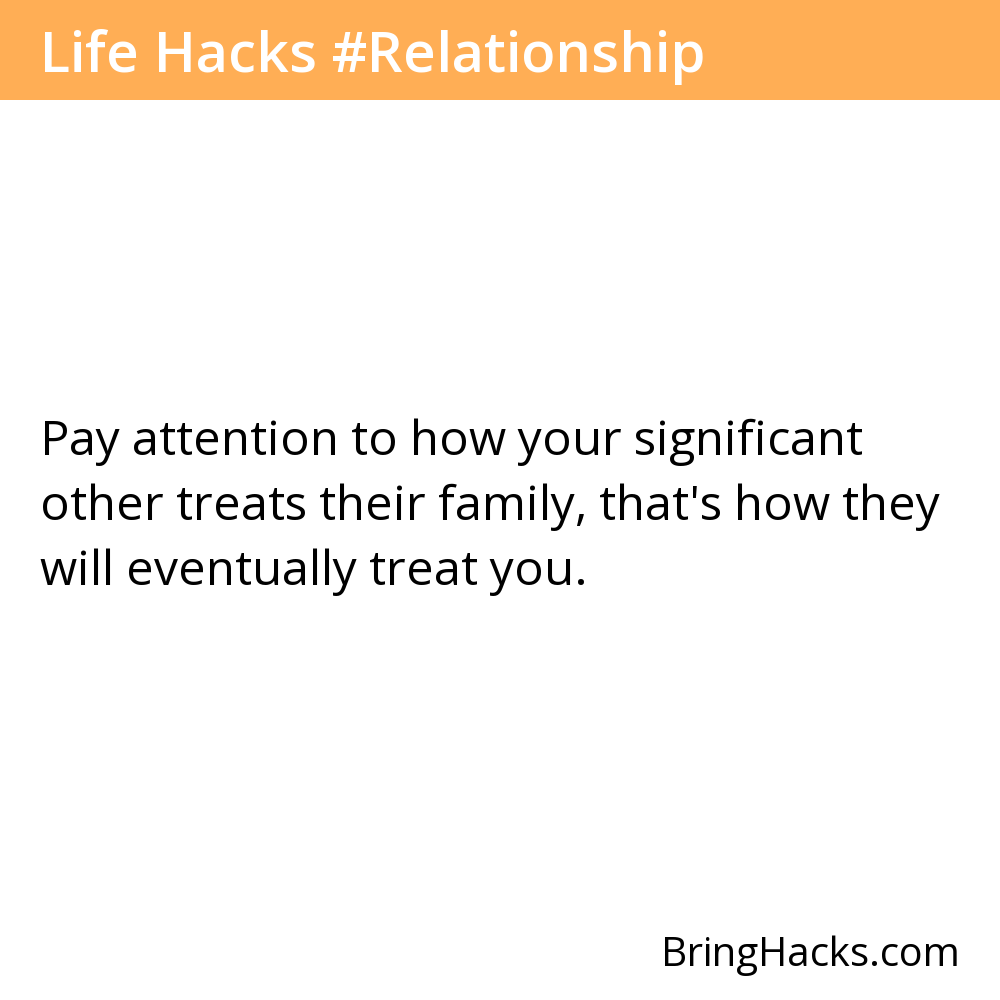 Life Hacks #Relationship
Pay attention to how your significant
other treats their family, that's how they
will eventually treat you.
BringHacks.com